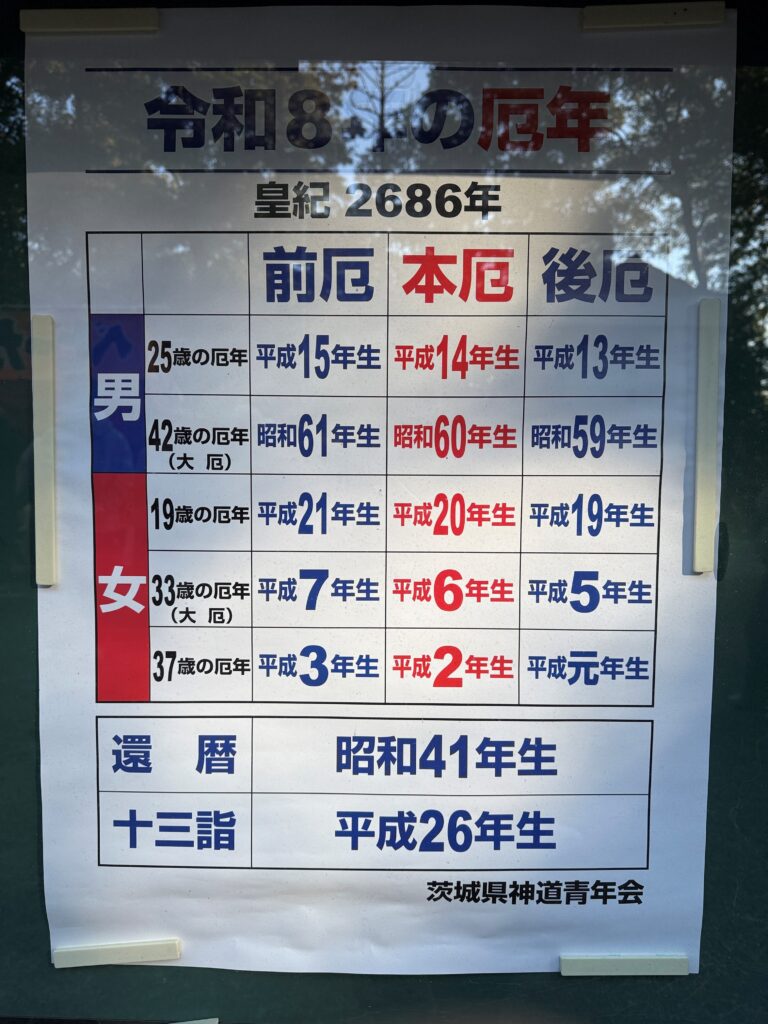 令和8年の厄年
皇紀 2686年
前厄 本厄 後厄
男
25歳の厄年 平成15年生 平成14年生 平成13年生
42歳の厄年 昭和61年生 昭和60年生 昭和59年生
(大 厄)
女
19歳の厄年 平成21年生 平成20年生 平成19年生
33歳の厄年 平成7年生 平成6年生 平成5年生
(大 厄)
37歳の厄年 平成3年生 平成2年生 平成元年生
還 暦 昭和41年生
十三詣 平成26年生
茨城県神道青年会